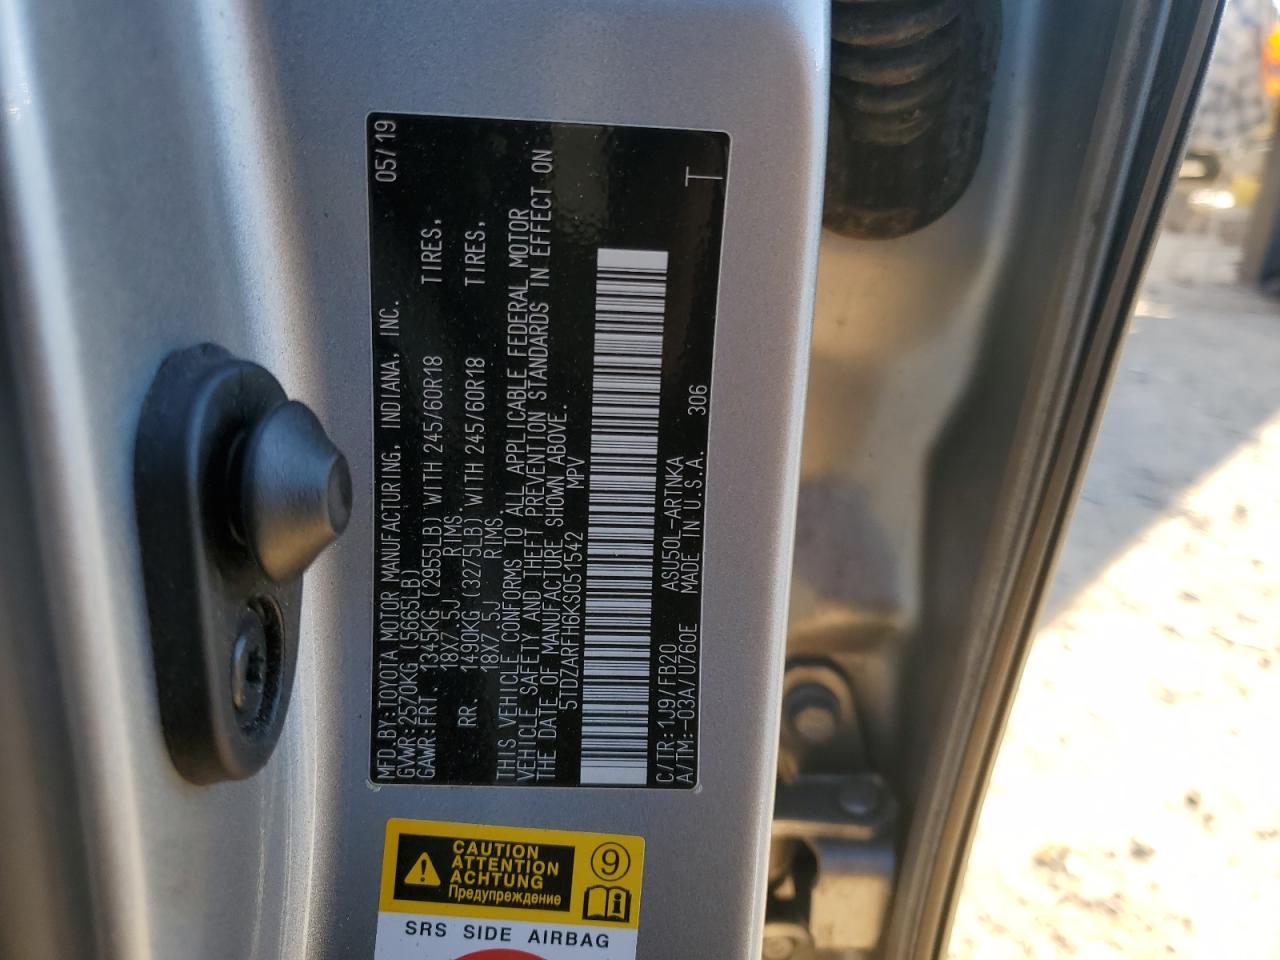 MFD.BY:TOYOTA MOTOR MANUFACTURING, INDIANA, INC. 05/19
GVWR:2570KG (5665LB)
GAWR:FRT. 1345KG (2955LB) WITH 245/60R18 TIRES,
18X7.5J RIMS.
RR. 1490KG (3275LB) WITH 245/60R18 TIRES,
18X7.5J RIMS.
THIS VEHICLE CONFORMS TO ALL APPLICABLE FEDERAL MOTOR
VEHICLE SAFETY AND THEFT PREVENTION STANDARDS IN EFFECT ON
THE DATE OF MANUFACTURE SHOWN ABOVE.
5TDZARFH6KS051542 MPV
C/TR:1J9/FB20 ASU50L-ARTNKA 306 T
A/TM:-03A/U760E MADE IN U.S.A.
CAUTION
ATTENTION
ACHTUNG
Предупреждение
9
i
SRS SIDE AIRBAG